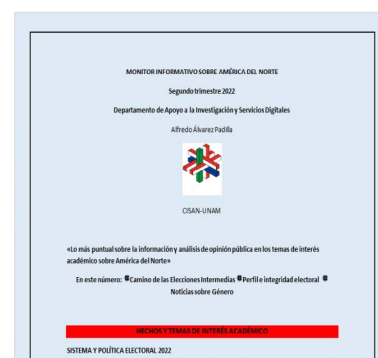 MONITOR INFORMATIVO SOBRE AMÉRICA DEL NORTE
Segundo trimestre 2022
Departamento de Apoyo a la Investigación y Servicios Digitales
Alfredo Álvarez Padilla
CISAN-UNAM
«Lo más puntual sobre la información y análisis de opinión pública en los temas de interés
académico sobre América del Norte»
En este número: Camino de las Elecciones Intermedias Perfil e integridad electoral
Noticias sobre Género
HECHOS Y TEMAS DE INTERÉS ACADÉMICO
SISTEMA Y POLÍTICA ELECTORAL 2022